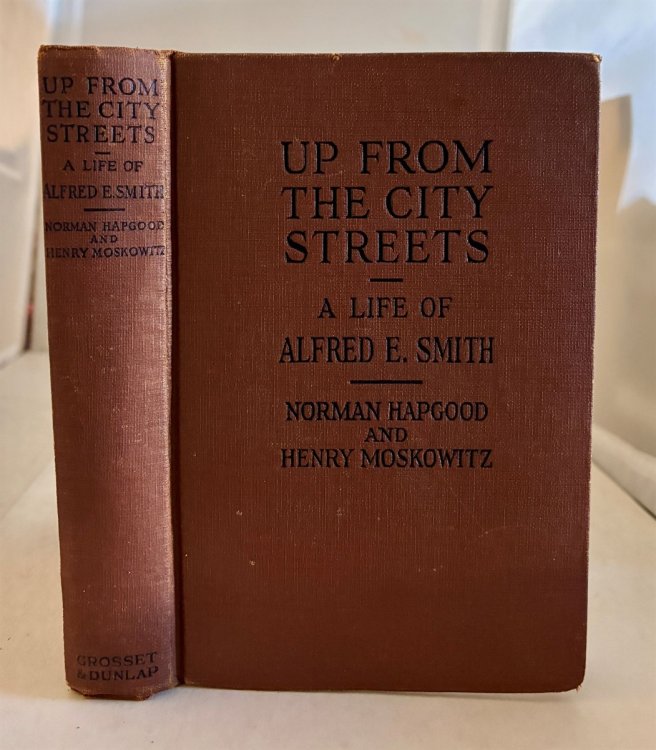 UP FROM
THE CITY
STREETS
A LIFE OF
ALFRED E. SMITH
NORMAN HAPGOOD
AND
HENRY MOSKOWITZ
GROSSET
& DUNLAP
UP FROM
THE CITY
STREETS
A LIFE OF
ALFRED E. SMITH
NORMAN HAPGOOD
AND
HENRY MOSKOWITZ